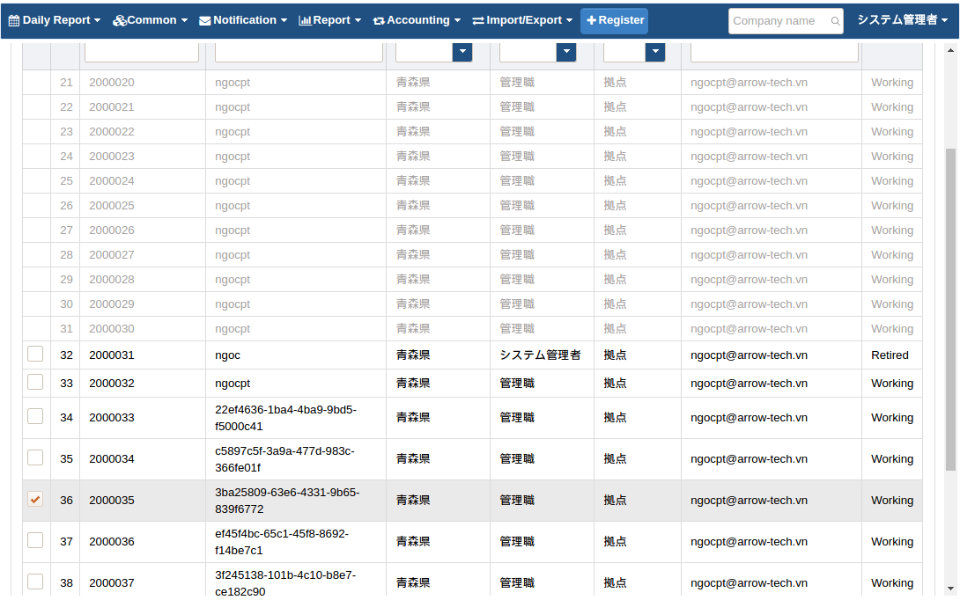 Daily Report Common Notification Report Accounting Import/Export Register Company name システム管理者
21 2000020 ngocpt 青森県 管理職 拠点 ngocpt@arrow-tech.vn Working
22 2000021 ngocpt 青森県 管理職 拠点 ngocpt@arrow-tech.vn Working
23 2000022 ngocpt 青森県 管理職 拠点 ngocpt@arrow-tech.vn Working
24 2000023 ngocpt 青森県 管理職 拠点 ngocpt@arrow-tech.vn Working
25 2000024 ngocpt 青森県 管理職 拠点 ngocpt@arrow-tech.vn Working
26 2000025 ngocpt 青森県 管理職 拠点 ngocpt@arrow-tech.vn Working
27 2000026 ngocpt 青森県 管理職 拠点 ngocpt@arrow-tech.vn Working
28 2000027 ngocpt 青森県 管理職 拠点 ngocpt@arrow-tech.vn Working
29 2000028 ngocpt 青森県 管理職 拠点 ngocpt@arrow-tech.vn Working
30 2000029 ngocpt 青森県 管理職 拠点 ngocpt@arrow-tech.vn Working
31 2000030 ngocpt 青森県 管理職 拠点 ngocpt@arrow-tech.vn Working
32 2000031 ngoc 青森県 システム管理者 拠点 ngocpt@arrow-tech.vn Retired
33 2000032 ngocpt 青森県 管理職 拠点 ngocpt@arrow-tech.vn Working
34 2000033 22ef4636-1ba4-4ba9-9bd5-
f5000c41 青森県 管理職 拠点 ngocpt@arrow-tech.vn Working
35 2000034 c5897c5f-3a9a-477d-983c-
366fe01f 青森県 管理職 拠点 ngocpt@arrow-tech.vn Working
36 2000035 3ba25809-63e6-4331-9b65-
839f6772 青森県 管理職 拠点 ngocpt@arrow-tech.vn Working
37 2000036 ef45f4bc-65c1-45f8-8692-
f14be7c1 青森県 管理職 拠点 ngocpt@arrow-tech.vn Working
38 2000037 3f245138-101b-4c10-b8e7-
ce182c90 青森県 管理職 拠点 ngocpt@arrow-tech.vn Working